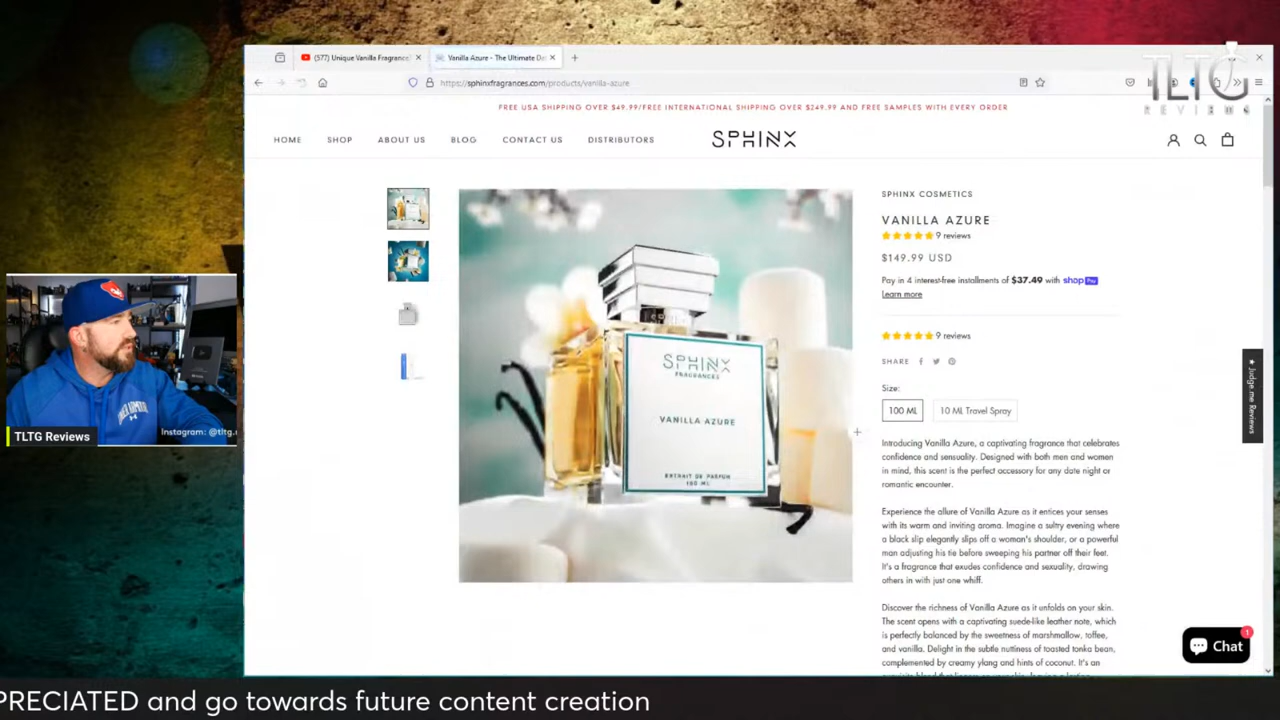 (577) Unique Vanilla Fragrance
Vanilla Azure - The Ultimate Da
https://sphinxfragrances.com/products/vanilla-azure
TLTG
REVIEWS
FREE USA SHIPPING OVER $49.99/FREE INTERNATIONAL SHIPPING OVER $249.99 AND FREE SAMPLES WITH EVERY ORDER
HOME SHOP ABOUT US BLOG CONTACT US DISTRIBUTORS
SPHINX
SPHINX COSMETICS
VANILLA AZURE
9 reviews
$149.99 USD
Pay in 4 interest-free installments of $37.49 with shop Pay
Learn more
9 reviews
SHARE
Size:
100 ML 10 ML Travel Spray
Introducing Vanilla Azure, a captivating fragrance that celebrates
confidence and sensuality. Designed with both men and women
in mind, this scent is the perfect accessory for any date night or
romantic encounter.
Experience the allure of Vanilla Azure as it entices your senses
with its warm and inviting aroma. Imagine a sultry evening where
a black slip elegantly slips off a woman's shoulder, or a powerful
man adjusting his tie before sweeping his partner off their feet.
It's a fragrance that exudes confidence and sexuality, drawing
others in with just one whiff.
Discover the richness of Vanilla Azure as it unfolds on your skin.
The scent opens with a captivating suede-like leather note, which
is perfectly balanced by the sweetness of marshmallow, toffee,
and vanilla. Delight in the subtle nuttiness of toasted tonka bean,
complemented by creamy ylang and hints of coconut. It's an
SPHINX
FRAGRANCES
VANILLA AZURE
EXTRAIT DE PARFUM
100 ML
★ Judge.me Reviews
Chat
1
UNDER ARMOUR
TLTG Reviews
Instagram: @tltg.
PRECIATED and go towards future content creation